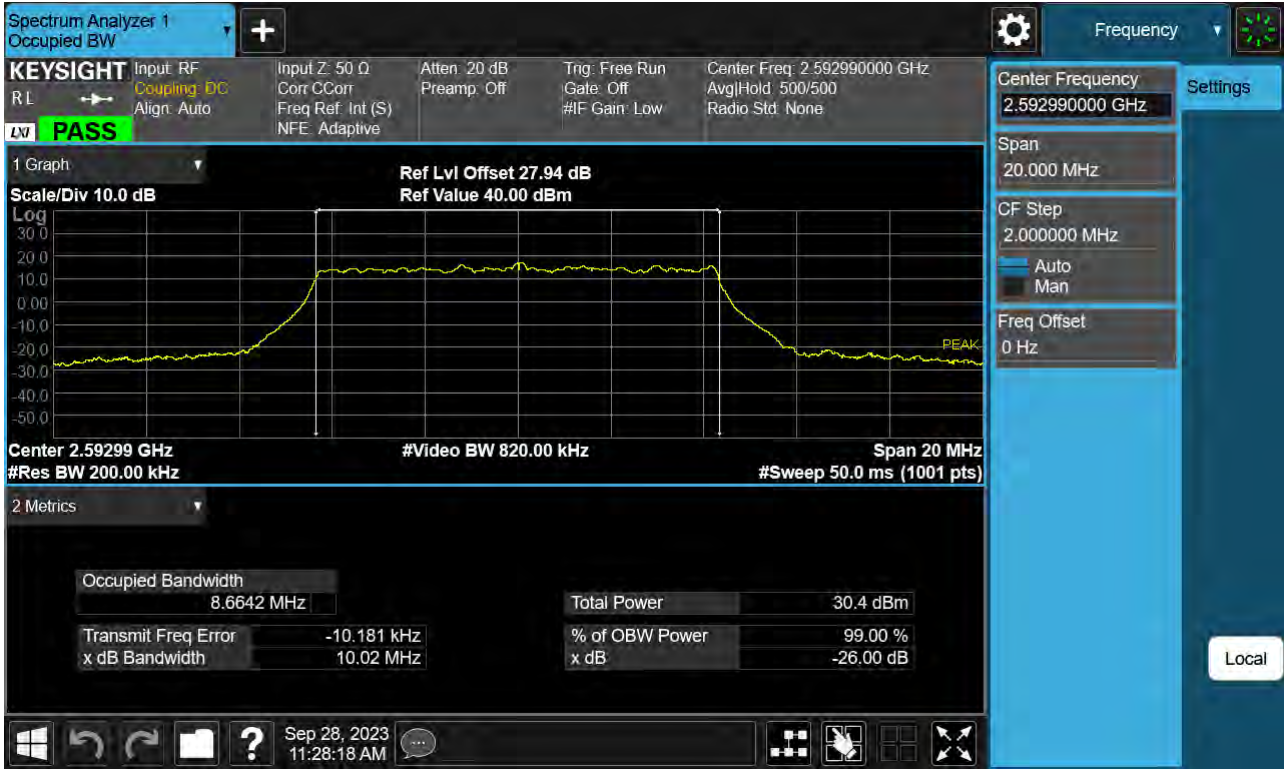 Spectrum Analyzer 1
Occupied BW
Frequency
KEYSIGHT
RL
LXI
PASS
Input: RF
Coupling: DC
Align: Auto
Input Z: 50 Ω
Corr CCorr
Freq Ref: Int (S)
NFE: Adaptive
Atten: 20 dB
Preamp: Off
Trig: Free Run
Gate: Off
#IF Gain: Low
Center Freq: 2.592990000 GHz
Avg|Hold: 500/500
Radio Std: None
1 Graph
Scale/Div 10.0 dB
Ref Lvl Offset 27.94 dB
Ref Value 40.00 dBm
Log
30.0
20.0
10.0
0.00
-10.0
-20.0
-30.0
-40.0
-50.0
PEAK
Center 2.59299 GHz
#Video BW 820.00 kHz
Span 20 MHz
#Res BW 200.00 kHz
#Sweep 50.0 ms (1001 pts)
2 Metrics
Occupied Bandwidth
8.6642 MHz
Total Power 30.4 dBm
Transmit Freq Error -10.181 kHz
% of OBW Power 99.00 %
x dB Bandwidth 10.02 MHz
x dB -26.00 dB
Center Frequency
2.592990000 GHz
Span
20.000 MHz
CF Step
2.000000 MHz
Auto
Man
Freq Offset
0 Hz
Settings
Local
?
Sep 28, 2023
11:28:18 AM